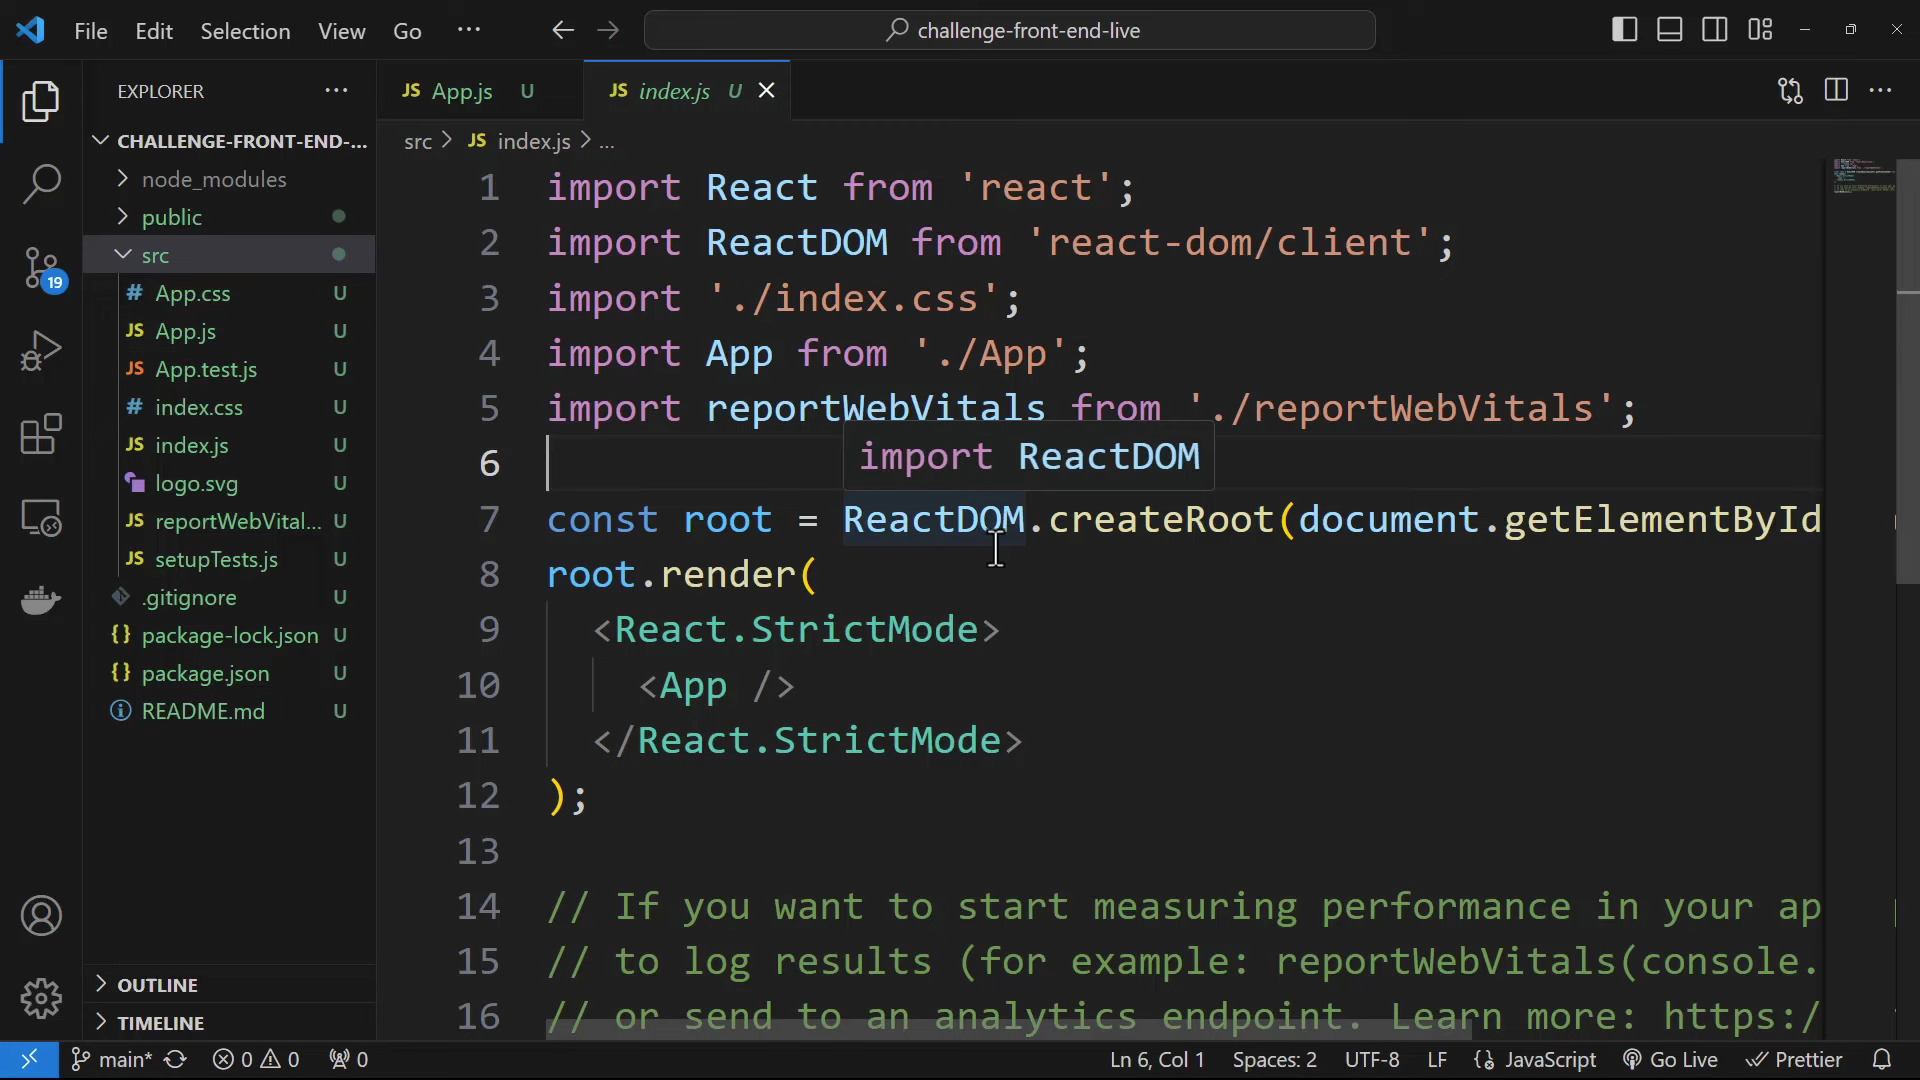 File Edit Selection View Go ··· challenge-front-end-live
EXPLORER ···
CHALLENGE-FRONT-END-...
node_modules
public
src
# App.css U
JS App.js U
JS App.test.js U
# index.css U
JS index.js U
logo.svg U
JS reportWebVital... U
JS setupTests.js U
.gitignore U
{} package-lock.json U
{} package.json U
README.md U
OUTLINE
TIMELINE
19
JS App.js U JS index.js U
src > JS index.js > ...
1 import React from 'react';
2 import ReactDOM from 'react-dom/client';
3 import './index.css';
4 import App from './App';
5 import reportWebVitals from './reportWebVitals';
6
import ReactDOM
7 const root = ReactDOM.createRoot(document.getElementById
8 root.render(
9 <React.StrictMode>
10 <App />
11 </React.StrictMode>
12 );
13
14 // If you want to start measuring performance in your ap
15 // to log results (for example: reportWebVitals(console.
16 // or send to an analytics endpoint. Learn more: https:/
main* 0 0 0 Ln 6, Col 1 Spaces: 2 UTF-8 LF {} JavaScript Go Live Prettier